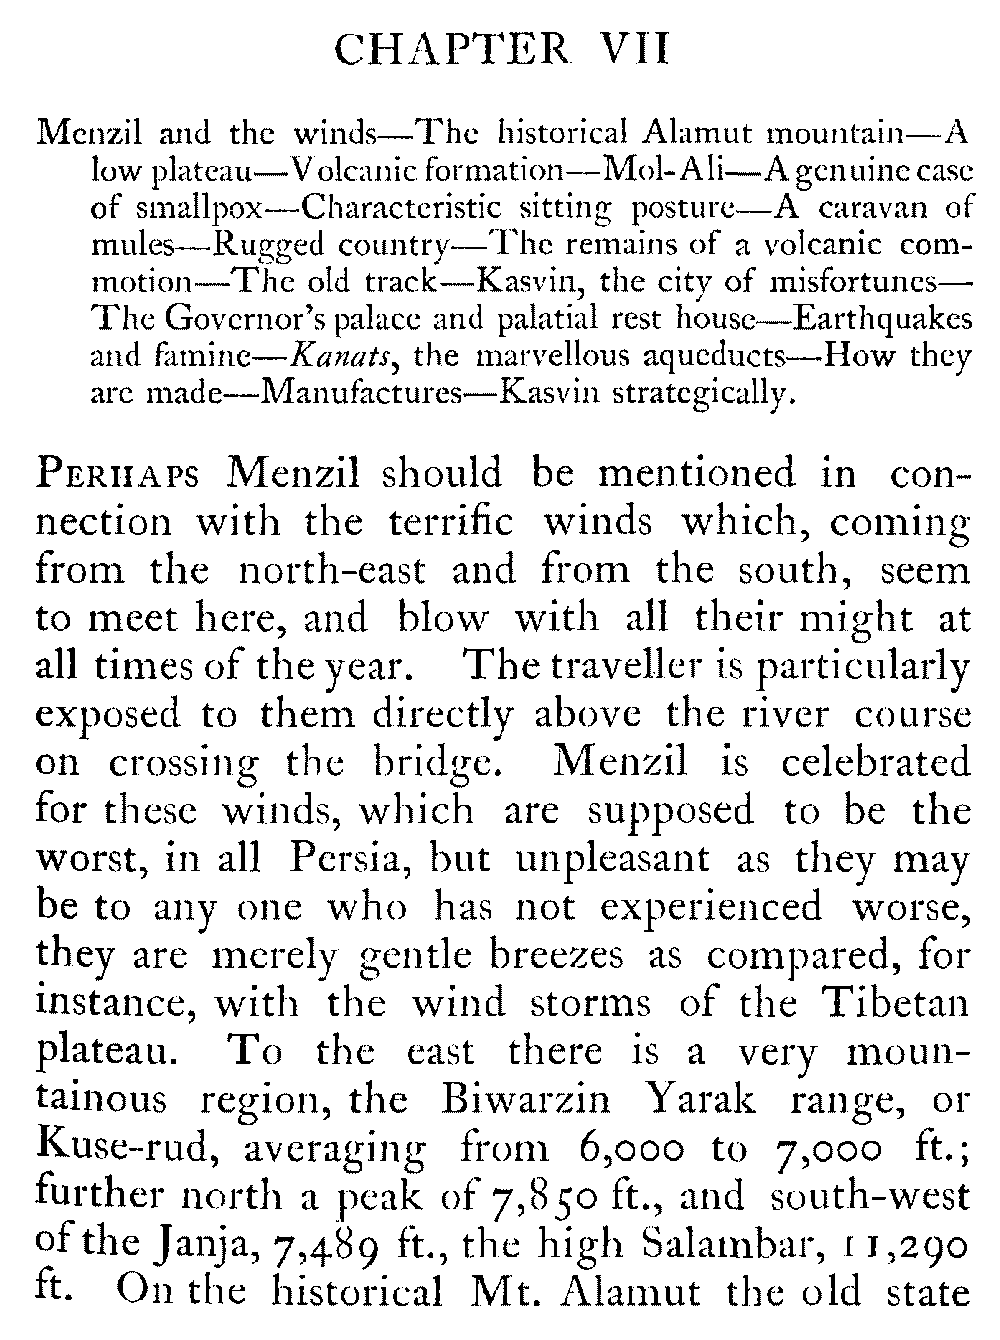 CHAPTER VII
Menzil and the winds—The historical Alamut mountain—A
low plateau—Volcanic formation—Mol-Ali—A genuine case
of smallpox—Characteristic sitting posture—A caravan of
mules—Rugged country—The remains of a volcanic com-
motion—The old track—Kasvin, the city of misfortunes—
The Governor's palace and palatial rest house—Earthquakes
and famine—Kanats, the marvellous aqueducts—How they
are made—Manufactures—Kasvin strategically.
PERHAPS Menzil should be mentioned in con-
nection with the terrific winds which, coming
from the north-east and from the south, seem
to meet here, and blow with all their might at
all times of the year. The traveller is particularly
exposed to them directly above the river course
on crossing the bridge. Menzil is celebrated
for these winds, which are supposed to be the
worst, in all Persia, but unpleasant as they may
be to any one who has not experienced worse,
they are merely gentle breezes as compared, for
instance, with the wind storms of the Tibetan
plateau. To the east there is a very moun-
tainous region, the Biwarzin Yarak range, or
Kuse-rud, averaging from 6,000 to 7,000 ft.;
further north a peak of 7,850 ft., and south-west
of the Janja, 7,489 ft., the high Salambar, 11,290
ft. On the historical Mt. Alamut the old state